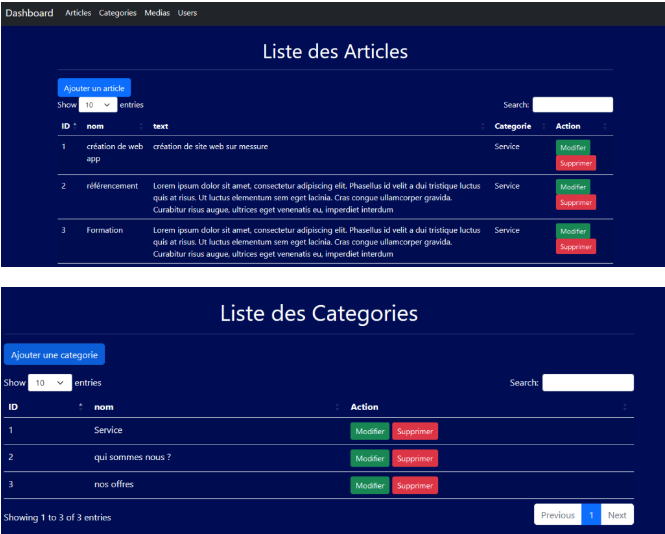 Dashboard Articles Categories Medias Users
Liste des Articles
Ajouter un article
Show 10 entries Search:
ID nom text Categorie Action
1 création de web app création de site web sur messure Service Modifier Supprimer
2 référencement Lorem ipsum dolor sit amet, consectetur adipiscing elit. Phasellus id velit a dui tristique luctus Service Modifier
quis at risus. Ut luctus elementum sem eget lacinia. Cras congue ullamcorper gravida. Supprimer
Curabitur risus augue, ultrices eget venenatis eu, imperdiet interdum
3 Formation Lorem ipsum dolor sit amet, consectetur adipiscing elit. Phasellus id velit a dui tristique luctus Service Modifier
quis at risus. Ut luctus elementum sem eget lacinia. Cras congue ullamcorper gravida. Supprimer
Curabitur risus augue, ultrices eget venenatis eu, imperdiet interdum
Liste des Categories
Ajouter une categorie
Show 10 entries Search:
ID nom Action
1 Service Modifier Supprimer
2 qui sommes nous ? Modifier Supprimer
3 nos offres Modifier Supprimer
Showing 1 to 3 of 3 entries Previous 1 Next